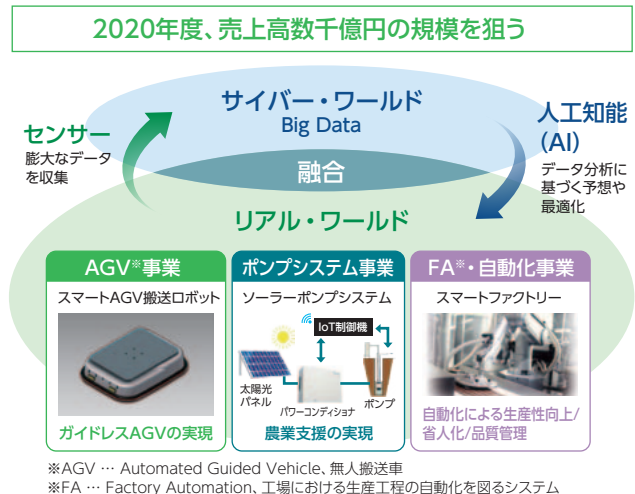 2020年度、売上高数千億円の規模を狙う
サイバー・ワールド
Big Data
センサー
膨大なデータ
を収集
人工知能
(AI)
データ分析に
基づく予想や
最適化
融合
リアル・ワールド
AGV※事業
スマートAGV搬送ロボット
ガイドレスAGVの実現
ポンプシステム事業
ソーラーポンプシステム
IoT制御機
太陽光
パネル
パワーコンディショナ
ポンプ
農業支援の実現
FA※・自動化事業
スマートファクトリー
自動化による生産性向上/
省人化/品質管理
※AGV … Automated Guided Vehicle、無人搬送車
※FA … Factory Automation、工場における生産工程の自動化を図るシステム